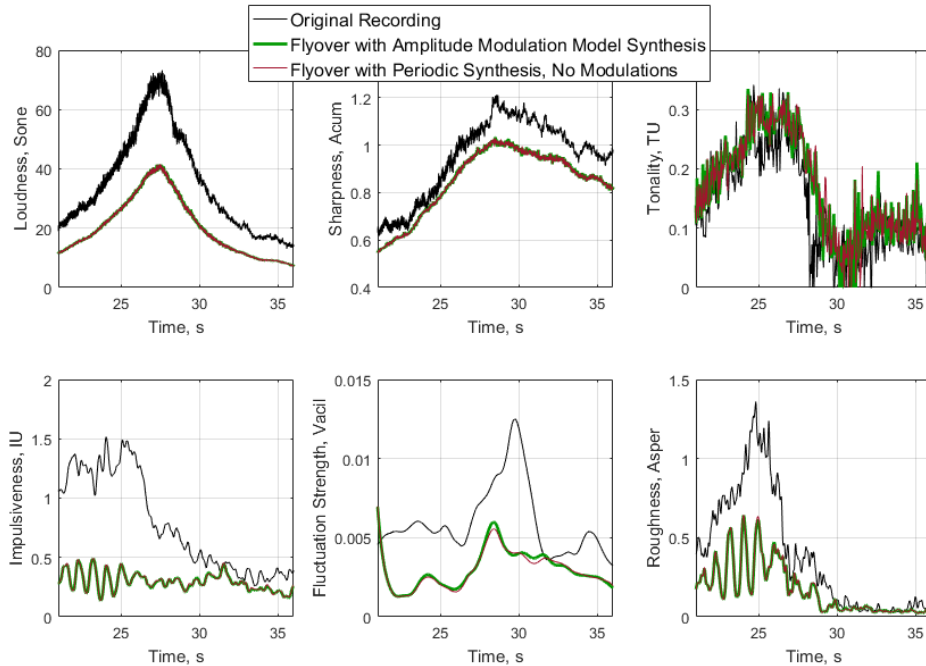 Original Recording
Flyover with Amplitude Modulation Model Synthesis
Flyover with Periodic Synthesis, No Modulations
80
60
40
20
0
Loudness, Sone
25 30 35
Time, s
1.2
1
0.8
0.6
0.4
Sharpness, Acum
25 30 35
Time, s
0.3
0.2
0.1
0
Tonality, TU
25 30 35
Time, s
2
1.5
1
0.5
0
Impulsiveness, IU
25 30 35
Time, s
0.015
0.01
0.005
0
Fluctuation Strength, Vacil
25 30 35
Time, s
1.5
1
0.5
0
Roughness, Asper
25 30 35
Time, s